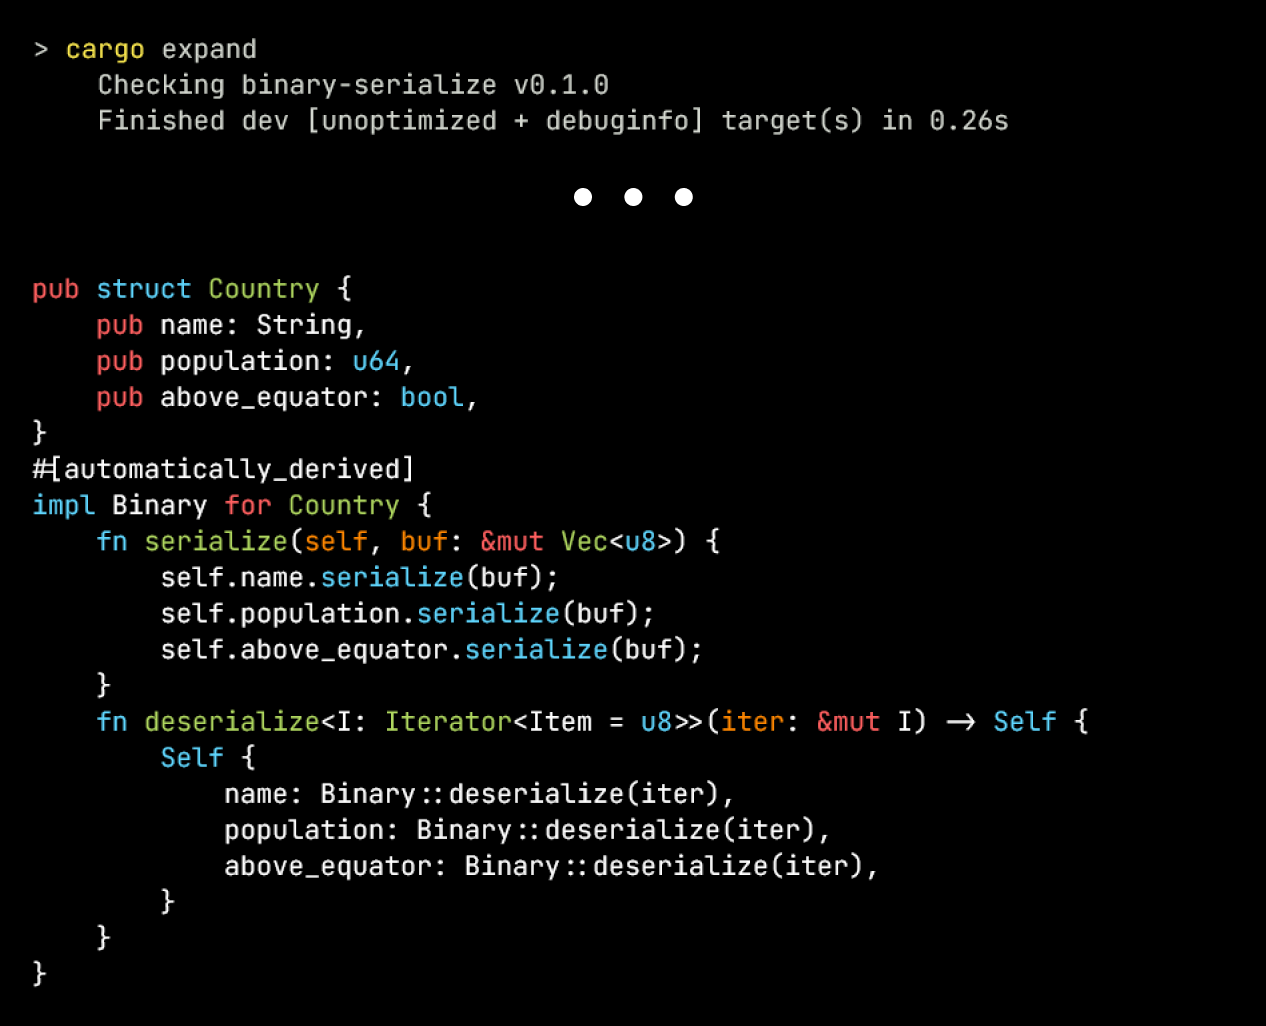 > cargo expand
    Checking binary-serialize v0.1.0
    Finished dev [unoptimized + debuginfo] target(s) in 0.26s
● ● ●
pub struct Country {
    pub name: String,
    pub population: u64,
    pub above_equator: bool,
}
#[automatically_derived]
impl Binary for Country {
    fn serialize(self, buf: &mut Vec<u8>) {
        self.name.serialize(buf);
        self.population.serialize(buf);
        self.above_equator.serialize(buf);
    }
    fn deserialize<I: Iterator<Item = u8>>(iter: &mut I) -> Self {
        Self {
            name: Binary::deserialize(iter),
            population: Binary::deserialize(iter),
            above_equator: Binary::deserialize(iter),
        }
    }
}